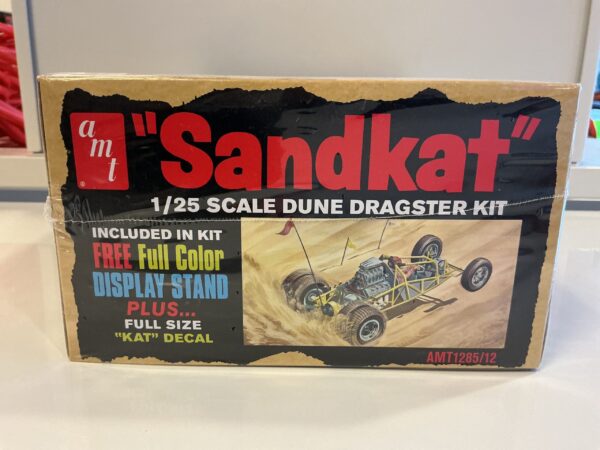 amt
"Sandkat"
1/25 SCALE DUNE DRAGSTER KIT
INCLUDED IN KIT
FREE Full Color
DISPLAY STAND
PLUS...
FULL SIZE
"KAT" DECAL
AMT1285/12